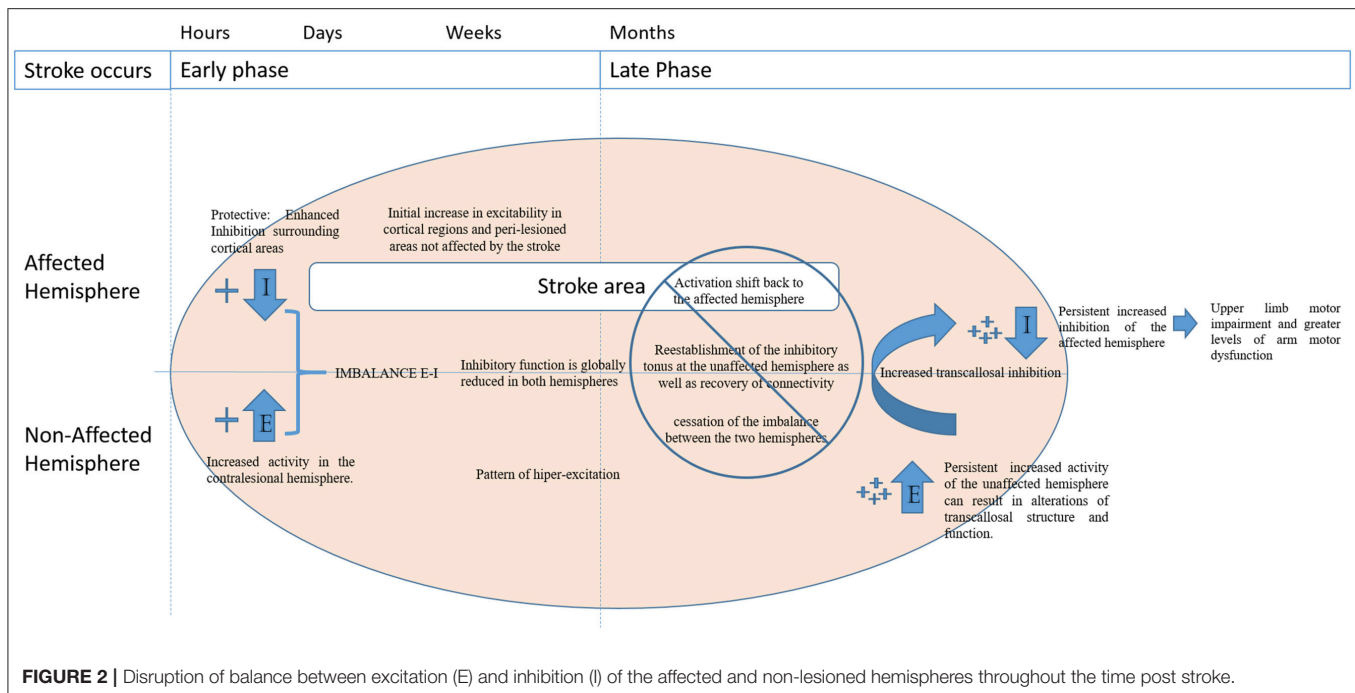 Hours Days Weeks Months
Stroke occurs Early phase Late Phase
Affected
Hemisphere
Non-Affected
Hemisphere
Protective: Enhanced
Inhibition surrounding
cortical areas
+ I
Initial increase in excitability in
cortical regions and peri-lesioned
areas not affected by the stroke
Stroke area
IMBALANCE E-I
Inhibitory function is globally
reduced in both hemispheres
+ E
Increased activity in the
contralesional hemisphere.
Pattern of hiper-excitation
Activation shift back to
the affected hemisphere
Reestablishment of the inhibitory
tonus at the unaffected hemisphere as
well as recovery of connectivity
cessation of the imbalance
between the two hemispheres
Increased transcallosal inhibition
++++ I
Persistent increased
inhibition of the
affected hemisphere
Upper limb motor
impairment and greater
levels of arm motor
dysfunction
++++ E
Persistent increased activity
of the unaffected hemisphere
can result in alterations of
transcallosal structure and
function.
FIGURE 2 | Disruption of balance between excitation (E) and inhibition (I) of the affected and non-lesioned hemispheres throughout the time post stroke.